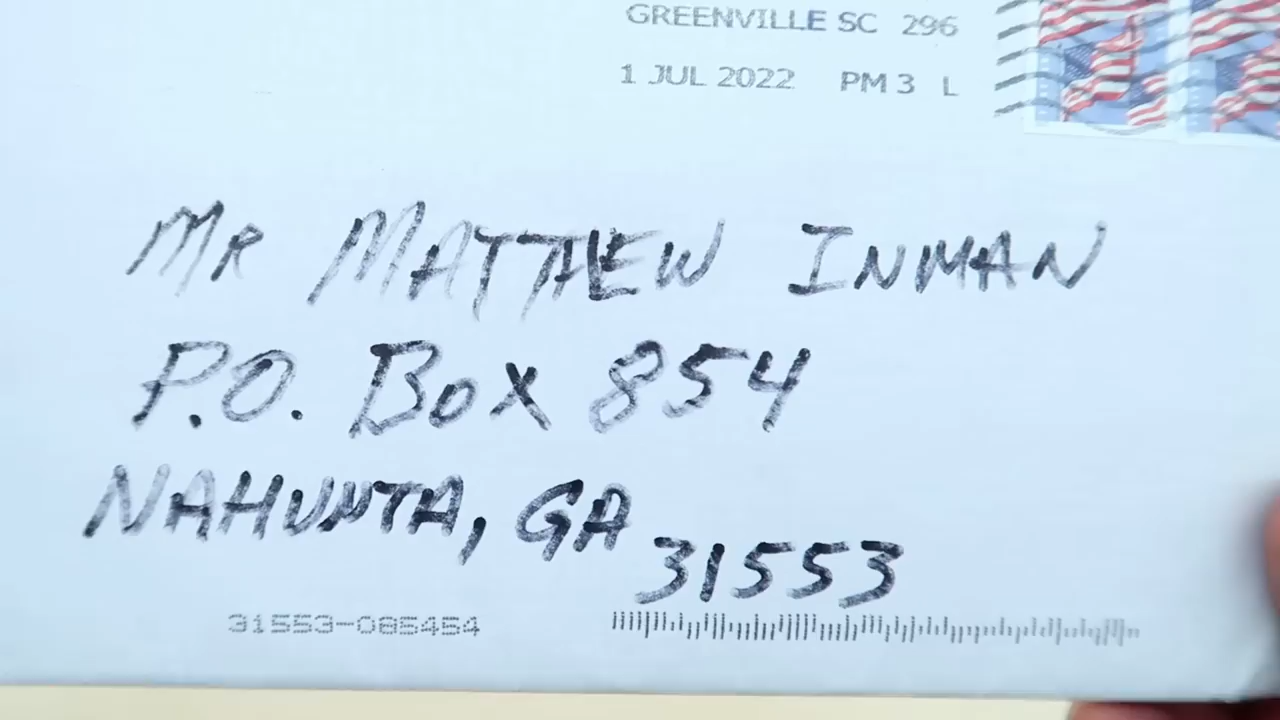 GREENVILLE SC 296
1 JUL 2022 PM 3 L
MR MATTHEW INMAN
P.O. BOX 854
NAHUNTA, GA 31553
31553-085454